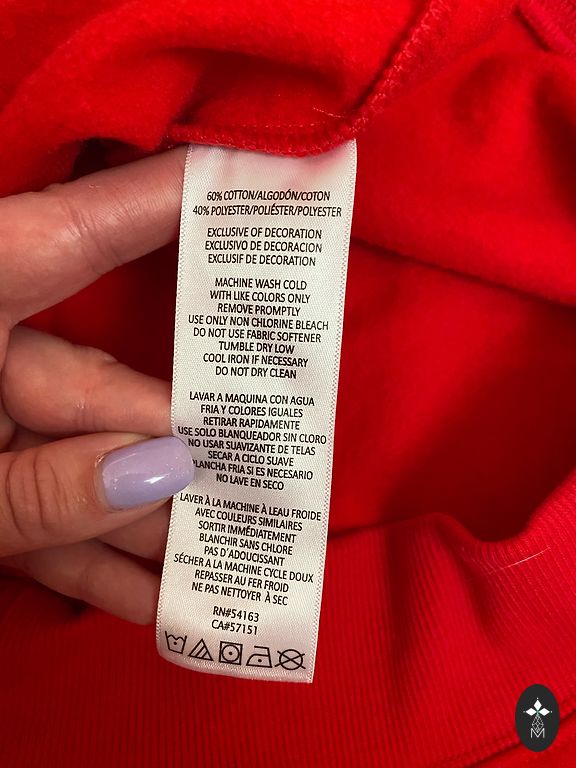 60% COTTON/ALGODÓN/COTON
40% POLYESTER/POLIÉSTER/POLYESTER
EXCLUSIVE OF DECORATION
EXCLUSIVO DE DECORACION
EXCLUSIF DE DECORATION
MACHINE WASH COLD
WITH LIKE COLORS ONLY
REMOVE PROMPTLY
USE ONLY NON CHLORINE BLEACH
DO NOT USE FABRIC SOFTENER
TUMBLE DRY LOW
COOL IRON IF NECESSARY
DO NOT DRY CLEAN
LAVAR A MAQUINA CON AGUA
FRIA Y COLORES IGUALES
RETIRAR RAPIDAMENTE
USE SOLO BLANQUEADOR SIN CLORO
NO USAR SUAVIZANTE DE TELAS
SECAR A CICLO SUAVE
PLANCHA FRIA SI ES NECESARIO
NO LAVE EN SECO
LAVER À LA MACHINE À LEAU FROIDE
AVEC COULEURS SIMILAIRES
SORTIR IMMÉDIATEMENT
BLANCHIR SANS CHLORE
PAS D'ADOUCISSANT
SÉCHER A LA MACHINE CYCLE DOUX
REPASSER AU FER FROID
NE PAS NETTOYER À SEC
RN#54163
CA#57151
M